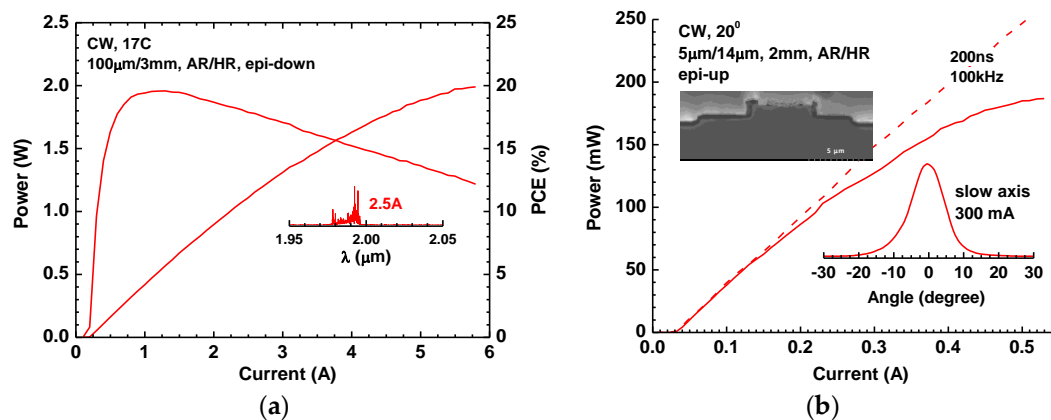 CW, 17C
100μm/3mm, AR/HR, epi-down
2.5A
1.95 2.00 2.05
λ (μm)
Power (W)
2.5
2.0
1.5
1.0
0.5
0.0
PCE (%)
25
20
15
10
5
0
0 1 2 3 4 5 6
Current (A)
(a)
CW, 20⁰
5μm/14μm, 2mm, AR/HR
epi-up
200ns
100kHz
5 μm
slow axis
300 mA
-30 -20 -10 0 10 20 30
Angle (degree)
Power (mW)
250
200
150
100
50
0
0.0 0.1 0.2 0.3 0.4 0.5
Current (A)
(b)